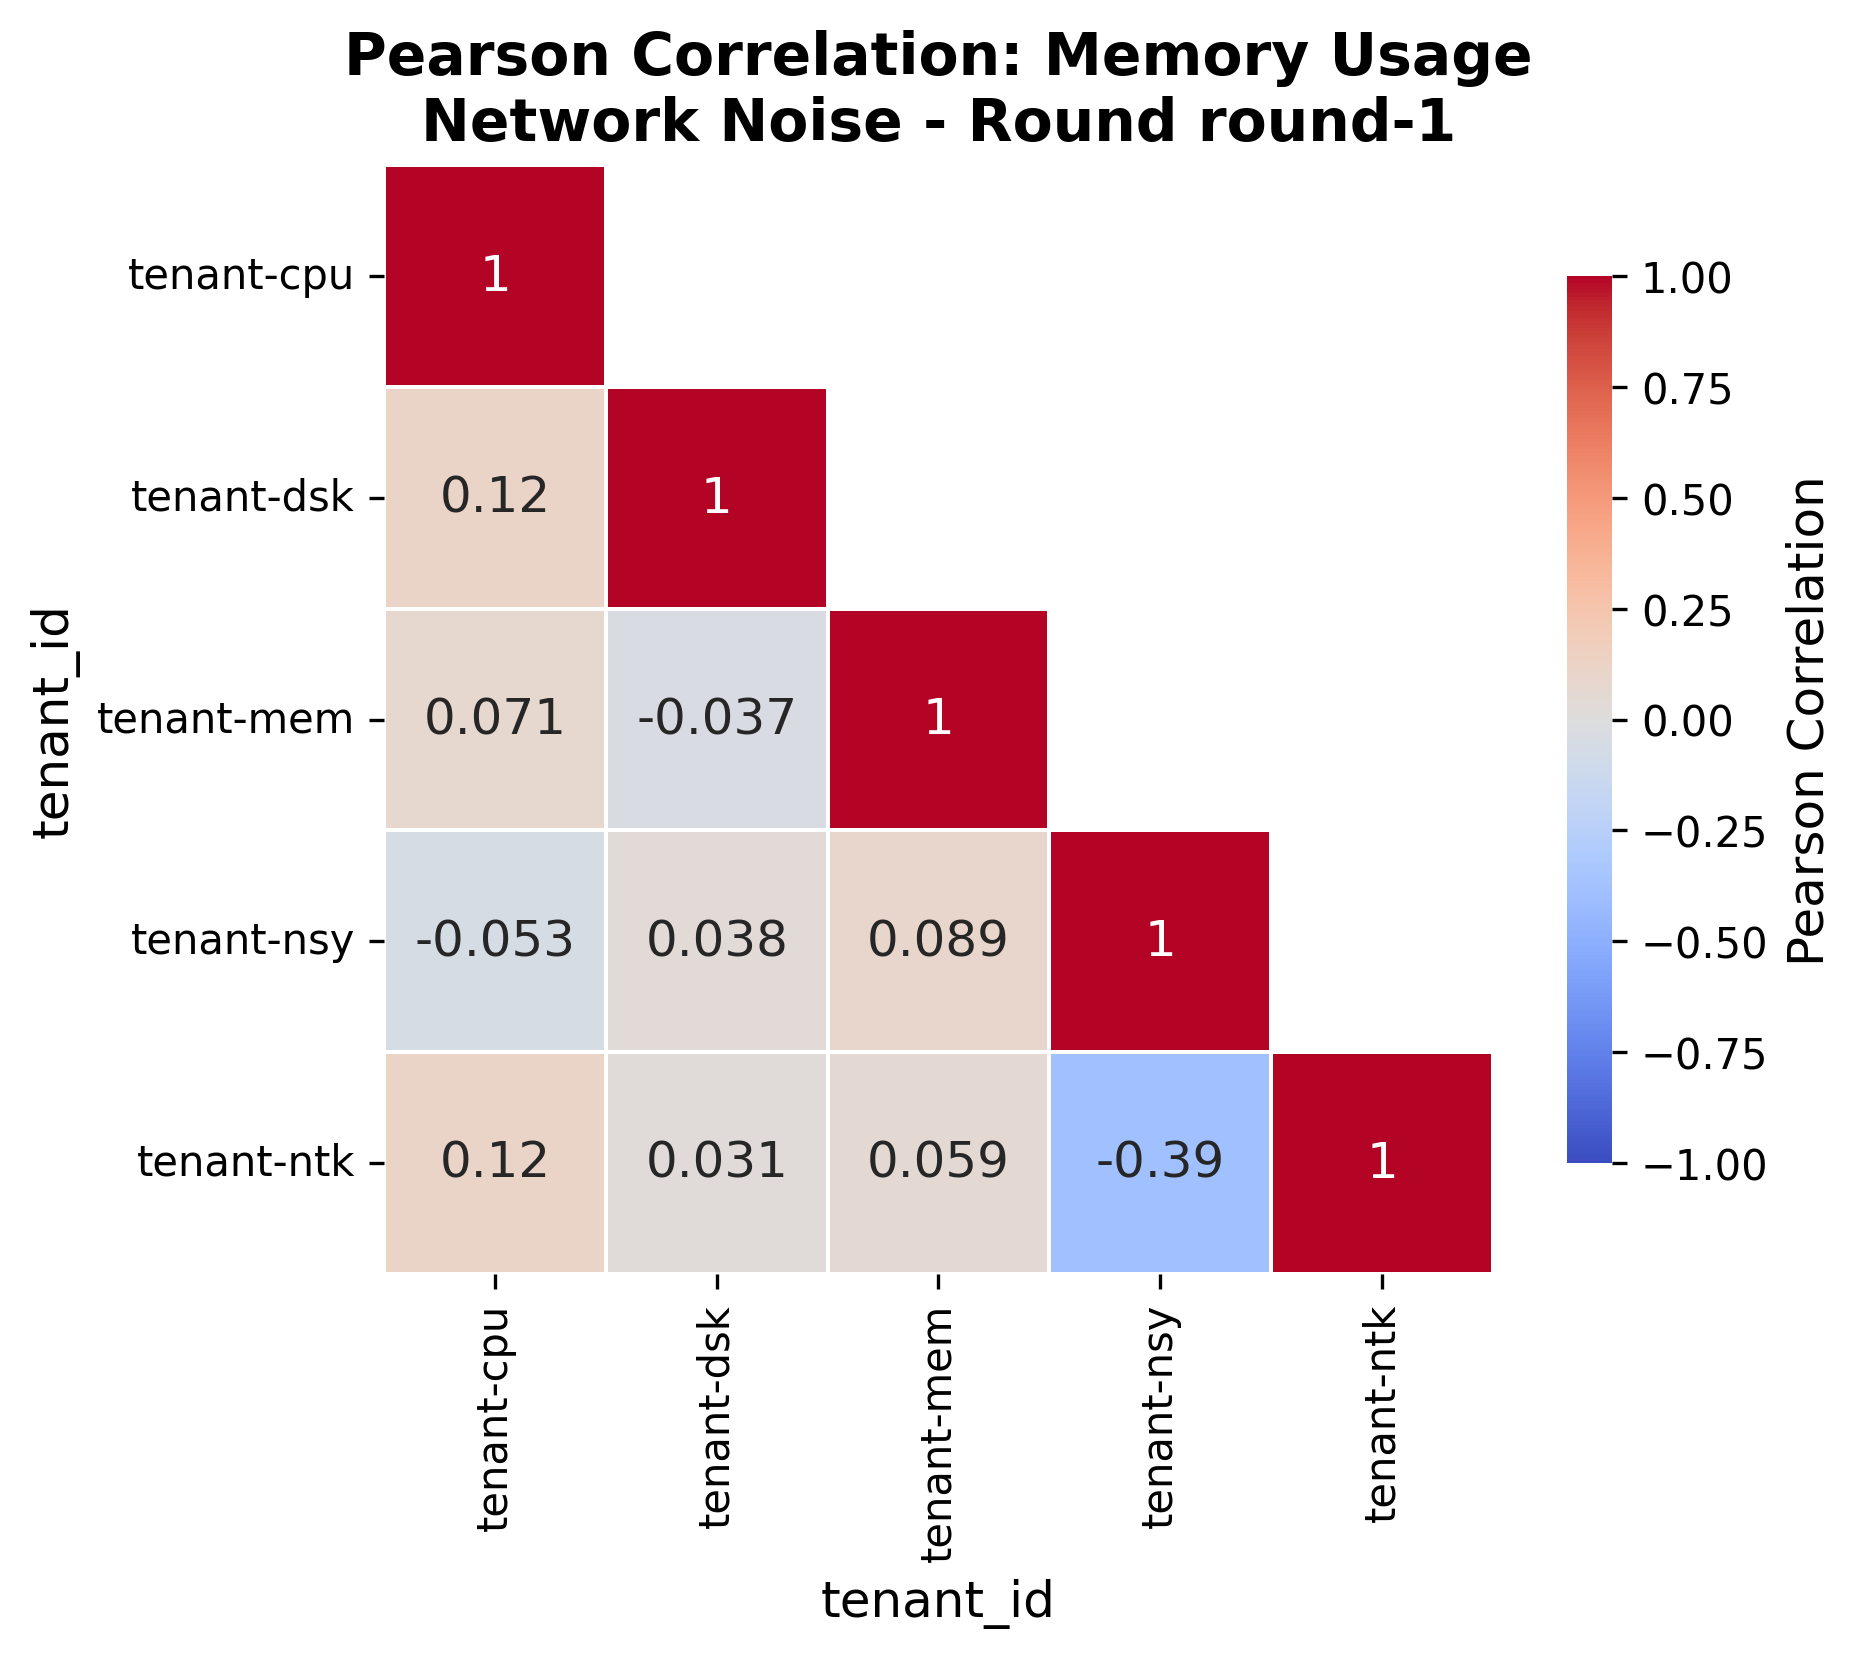 Pearson Correlation: Memory Usage
Network Noise - Round round-1
tenant_id
tenant-cpu
1
tenant-dsk
0.12
1
tenant-mem
0.071
-0.037
1
tenant-nsy
-0.053
0.038
0.089
1
tenant-ntk
0.12
0.031
0.059
-0.39
1
tenant-cpu
tenant-dsk
tenant-mem
tenant-nsy
tenant-ntk
tenant_id
1.00
0.75
0.50
0.25
0.00
−0.25
−0.50
−0.75
−1.00
Pearson Correlation